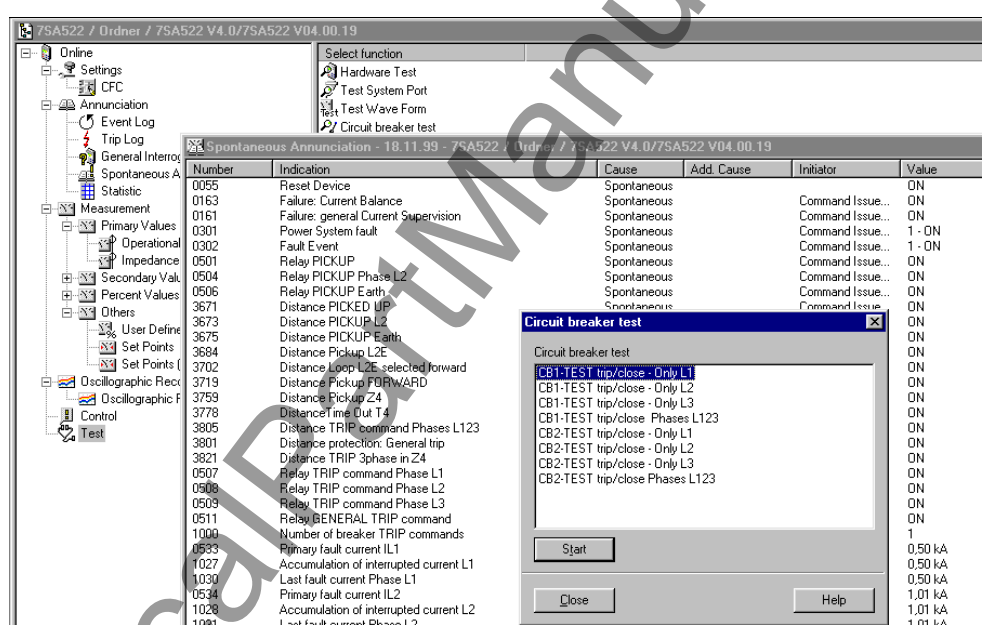 7SA522 / Ordner / 7SA522 V4.0/7SA522 V04.00.19
Online
Settings
CFC
Annunciation
Event Log
Trip Log
General Interrog
Spontaneous A
Statistic
Measurement
Primary Values
Operational
Impedance
Secondary Valu
Percent Values
Others
User Define
Set Points
Set Points (
Oscillographic Reco
Oscillographic F
Control
Test
Select function
Hardware Test
Test System Port
Test Wave Form
Circuit breaker test
Spontaneous Annunciation - 18.11.99 - 7SA522 / Ordner / 7SA522 V4.0/7SA522 V04.00.19
Number Indication Cause Add. Cause Initiator Value
0055 Reset Device Spontaneous ON
0163 Failure: Current Balance Spontaneous Command Issue... ON
0161 Failure: general Current Supervision Spontaneous Command Issue... ON
0301 Power System fault Spontaneous Command Issue... 1 - ON
0302 Fault Event Spontaneous Command Issue... 1 - ON
0501 Relay PICKUP Spontaneous Command Issue... ON
0504 Relay PICKUP Phase L2 Spontaneous Command Issue... ON
0506 Relay PICKUP Earth Spontaneous Command Issue... ON
3671 Distance PICKED UP Spontaneous Command Issue... ON
3673 Distance PICKUP L2 ON
3675 Distance PICKUP Earth ON
3684 Distance Pickup L2E ON
3702 Distance Loop L2E selected forward ON
3719 Distance Pickup FORWARD ON
3759 Distance Pickup Z4 ON
3778 DistanceTime Out T4 ON
3805 Distance TRIP command Phases L123 ON
3801 Distance protection: General trip ON
3821 Distance TRIP 3phase in Z4 ON
0507 Relay TRIP command Phase L1 ON
0508 Relay TRIP command Phase L2 ON
0509 Relay TRIP command Phase L3 ON
0511 Relay GENERAL TRIP command ON
1000 Number of breaker TRIP commands 1
0533 Primary fault current IL1 0,50 kA
1027 Accumulation of interrupted current L1 0,50 kA
1030 Last fault current Phase L1 0,50 kA
0534 Primary fault current IL2 1,01 kA
1028 Accumulation of interrupted current L2 1,01 kA
1031 Last fault current Phase L2 1,01 kA
Circuit breaker test
Circuit breaker test
CB1-TEST trip/close - Only L1
CB1-TEST trip/close - Only L2
CB1-TEST trip/close - Only L3
CB1-TEST trip/close Phases L123
CB2-TEST trip/close - Only L1
CB2-TEST trip/close - Only L2
CB2-TEST trip/close - Only L3
CB2-TEST trip/close Phases L123
Start
Close
Help